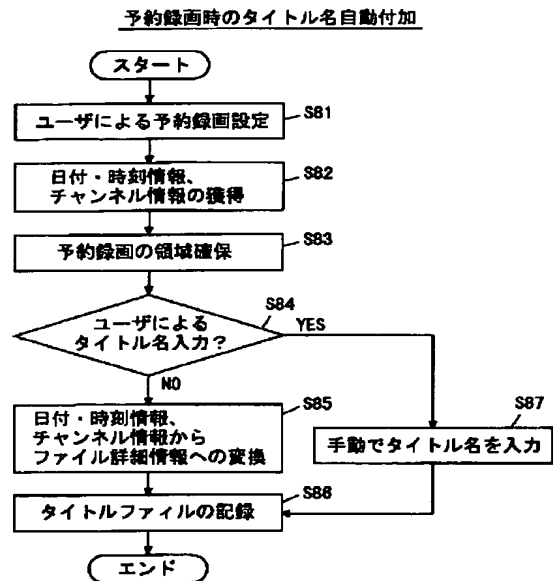 予約録画時のタイトル名自動付加
スタート
S81
ユーザによる予約録画設定
S82
日付・時刻情報、
チャンネル情報の獲得
S83
予約録画の領域確保
S84
ユーザによる
タイトル名入力?
YES
NO
S85
日付・時刻情報、
チャンネル情報から
ファイル詳細情報への変換
S87
手動でタイトル名を入力
S86
タイトルファィルの記録
エンド